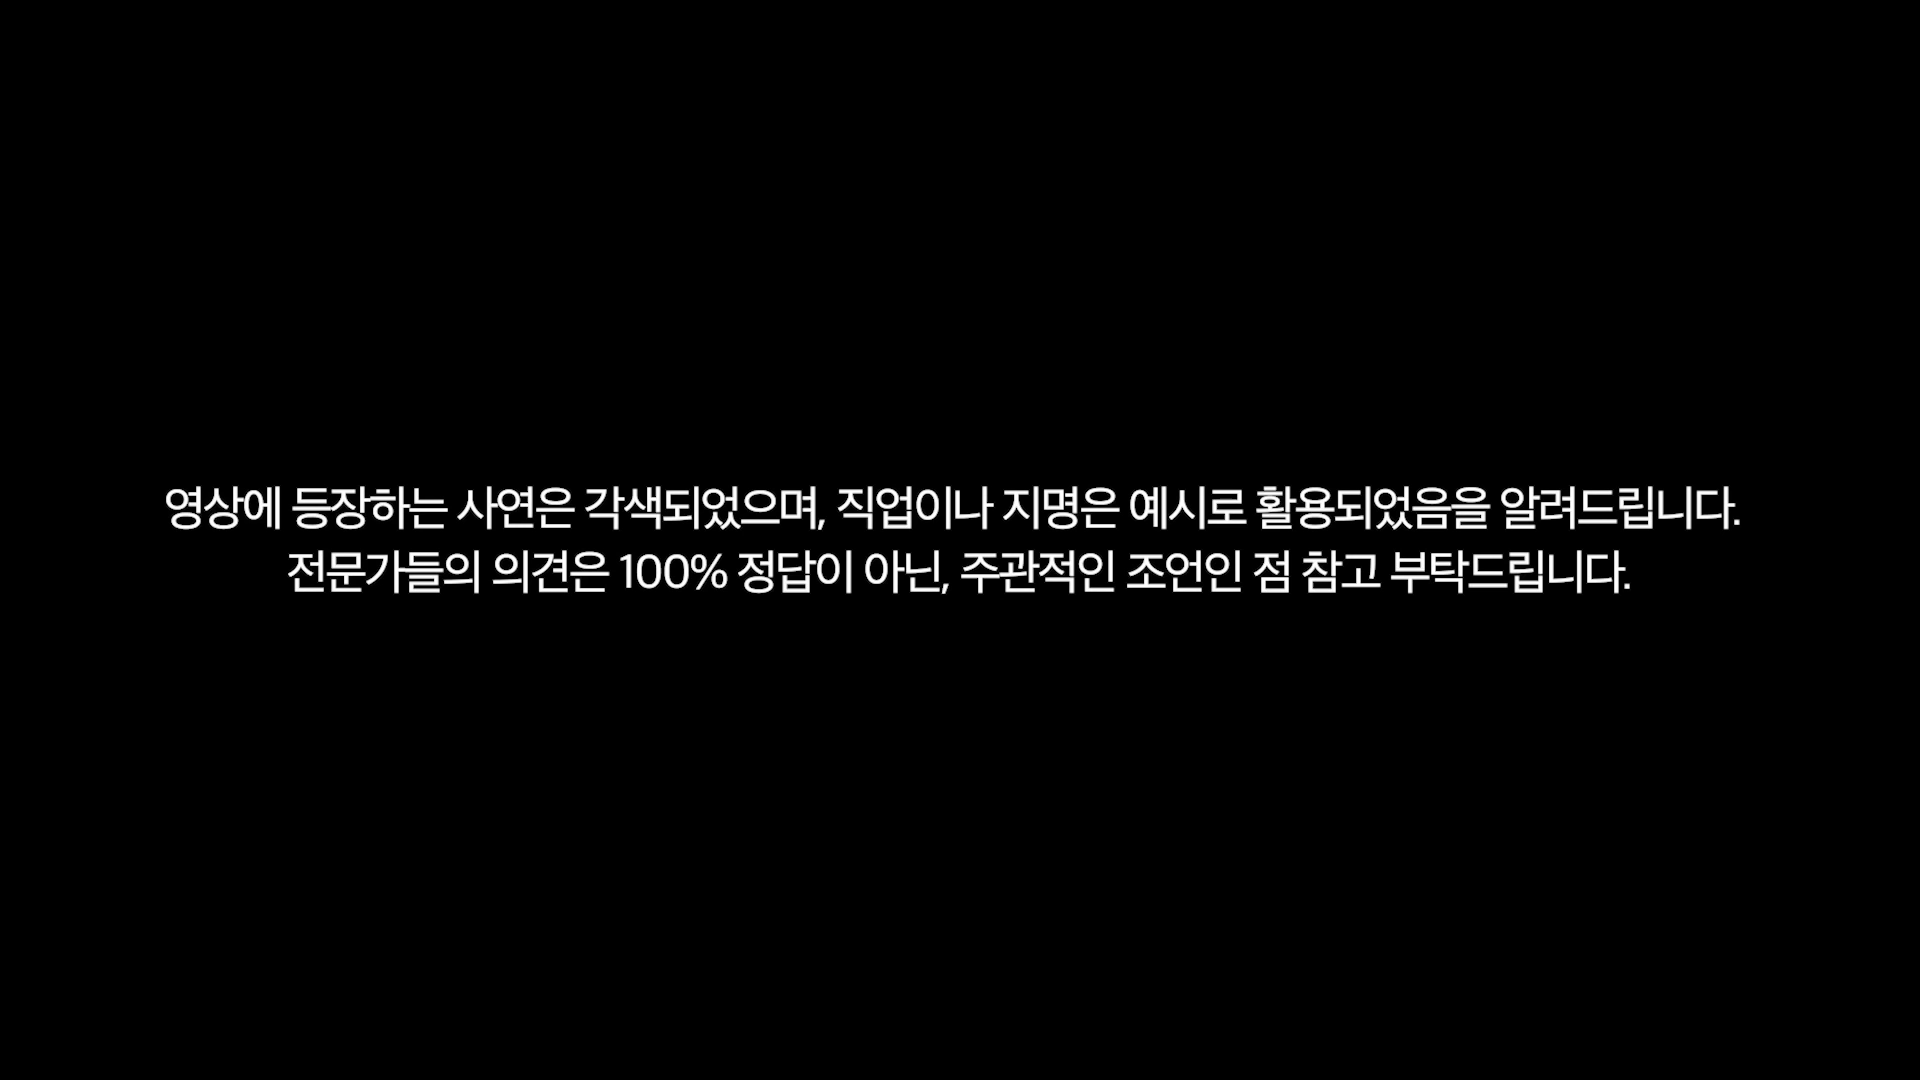 영상에 등장하는 사연은 각색되었으며, 직업이나 지명은 예시로 활용되었음을 알려드립니다.
전문가들의 의견은 100% 정답이 아닌, 주관적인 조언인 점 참고 부탁드립니다.